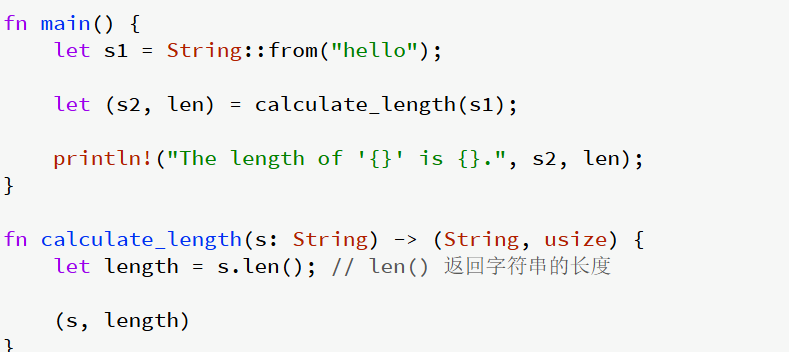 fn main() {
    let s1 = String::from("hello");
    let (s2, len) = calculate_length(s1);
    println!("The length of '{}' is {}.", s2, len);
}
fn calculate_length(s: String) -> (String, usize) {
    let length = s.len(); // len() 返回字符串的长度
    (s, length)
}